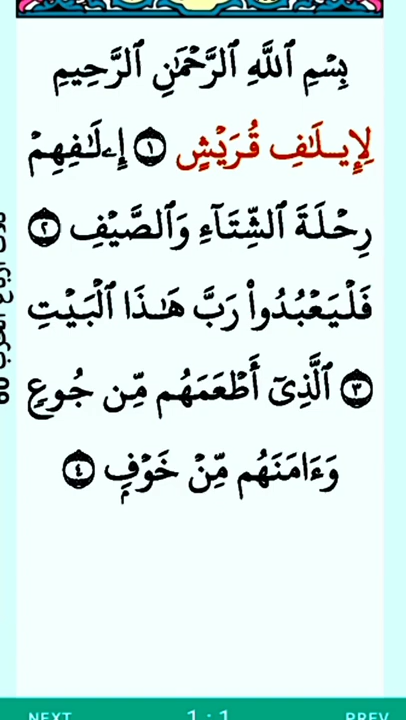 بِسْمِ ٱللَّهِ ٱلرَّحْمَٰنِ ٱلرَّحِيمِ
لِإِيلَٰفِ قُرَيْشٍ ١ إِۦلَٰفِهِمْ
رِحْلَةَ ٱلشِّتَآءِ وَٱلصَّيْفِ ٢
فَلْيَعْبُدُوا۟ رَبَّ هَٰذَا ٱلْبَيْتِ
٣ ٱلَّذِىٓ أَطْعَمَهُم مِّن جُوعٍ
وَءَامَنَهُم مِّنْ خَوْفٍۭ ٤
NEXT 1 : 1 PREV